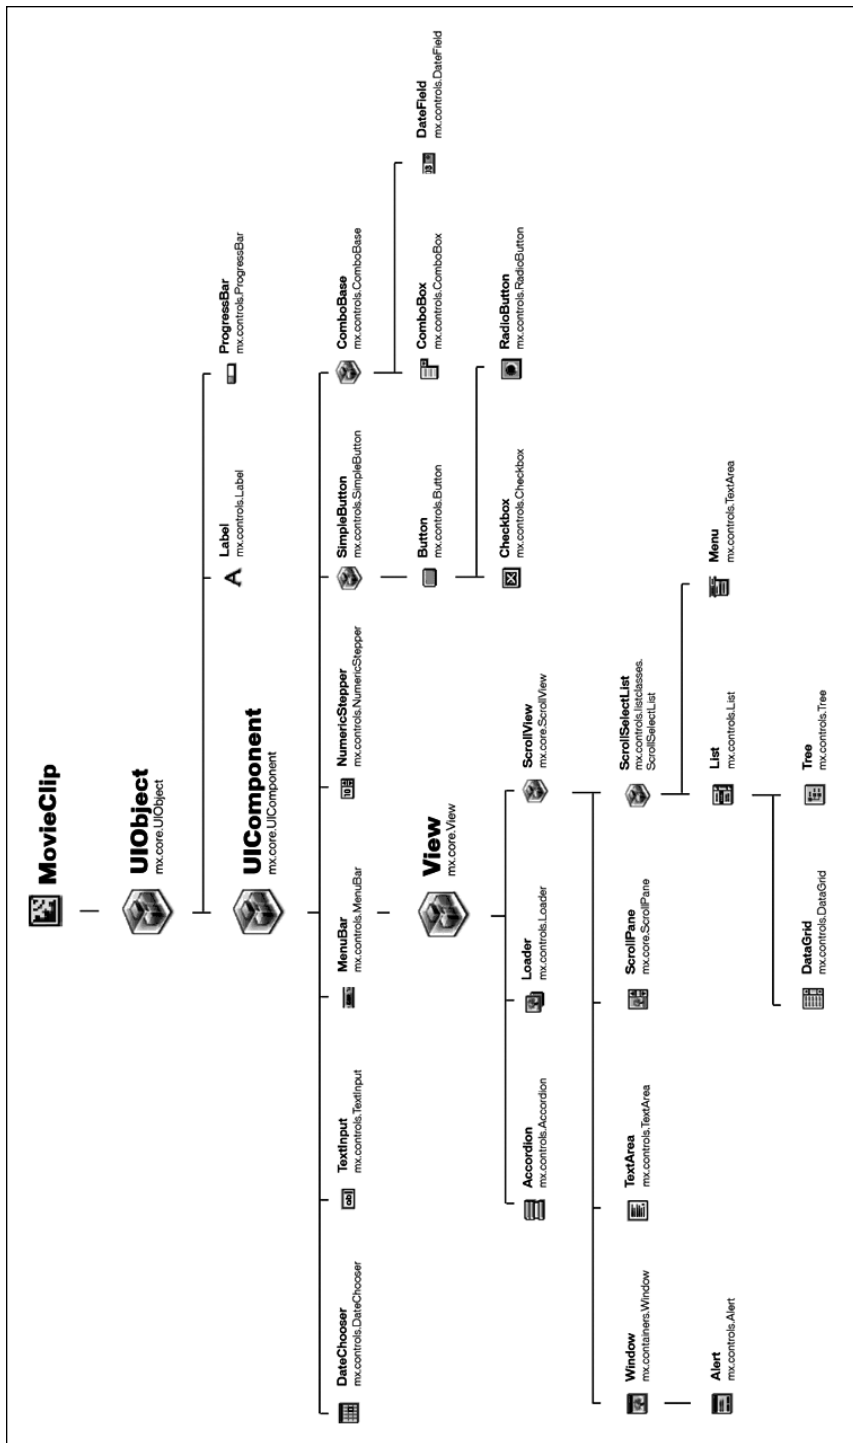 MovieClip
UIObject
mx.core.UIObject
Label
mx.controls.Label
ProgressBar
mx.controls.ProgressBar
UIComponent
mx.core.UIComponent
DateChooser
mx.controls.DateChooser
TextInput
mx.controls.TextInput
MenuBar
mx.controls.MenuBar
NumericStepper
mx.controls.NumericStepper
SimpleButton
mx.controls.SimpleButton
ComboBase
mx.controls.ComboBase
View
mx.core.View
Button
mx.controls.Button
ComboBox
mx.controls.ComboBox
DateField
mx.controls.DateField
Accordion
mx.controls.Accordion
Loader
mx.controls.Loader
ScrollView
mx.core.ScrollView
Checkbox
mx.controls.Checkbox
RadioButton
mx.controls.RadioButton
Window
mx.containers.Window
TextArea
mx.controls.TextArea
ScrollPane
mx.core.ScrollPane
ScrollSelectList
mx.controls.listclasses.
ScrollSelectList
Alert
mx.controls.Alert
List
mx.controls.List
Menu
mx.controls.TextArea
DataGrid
mx.controls.DataGrid
Tree
mx.controls.Tree